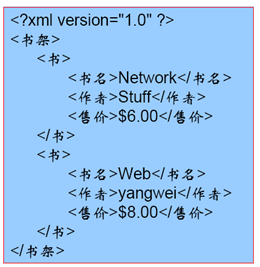 <?xml version="1.0" ?>
<书架>
<书>
<书名>Network</书名>
<作者>Stuff</作者>
<售价>$6.00</售价>
</书>
<书>
<书名>Web</书名>
<作者>yangwei</作者>
<售价>$8.00</售价>
</书>
</书架>